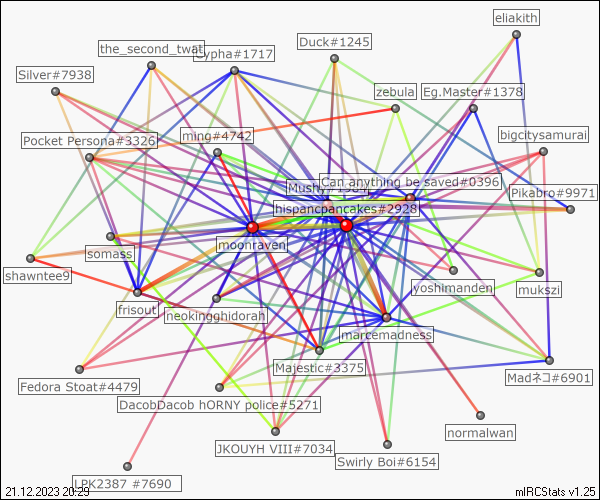 eliakith
Duck#1245
the_second_twat
Cypha#1717
Silver#7938
zebula
Eg.Master#1378
Pocket Persona#3326
ming#4742
bigcitysamurai
Can anything be saved#0396
Pikabro#9971
hispancpancakes#2928
moonraven
somass
shawntee9
yoshimanden
mukszi
frisout
neokingghidorah
marcemadness
Majestic#3375
Fedora Stoat#4479
Madネコ#6901
DacobDacob hORNY police#5271
normalwan
JKOUYH VIII#7034
Swirly Boi#6154
LPK2387 #7690
21.12.2023 20:29
mIRCStats v1.25